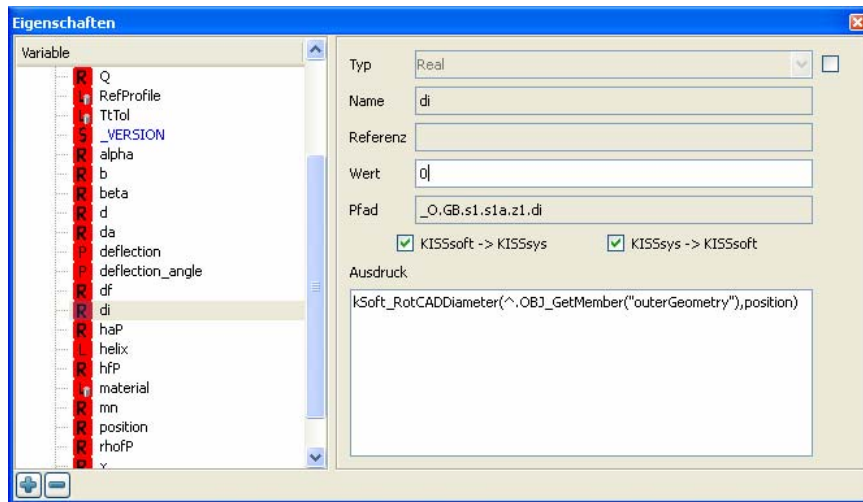 Eigenschaften
Variable
Q
RefProfile
TtTol
_VERSION
alpha
b
beta
d
da
deflection
deflection_angle
df
di
haP
helix
hfP
material
mn
position
rhofP
x
Typ
Real
Name
di
Referenz
Wert
0
Pfad
_O.GB.s1.s1a.z1.di
KISSsoft -> KISSsys
KISSsys -> KISSsoft
Ausdruck
kSoft_RotCADDiameter(^.OBJ_GetMember("outerGeometry"),position)